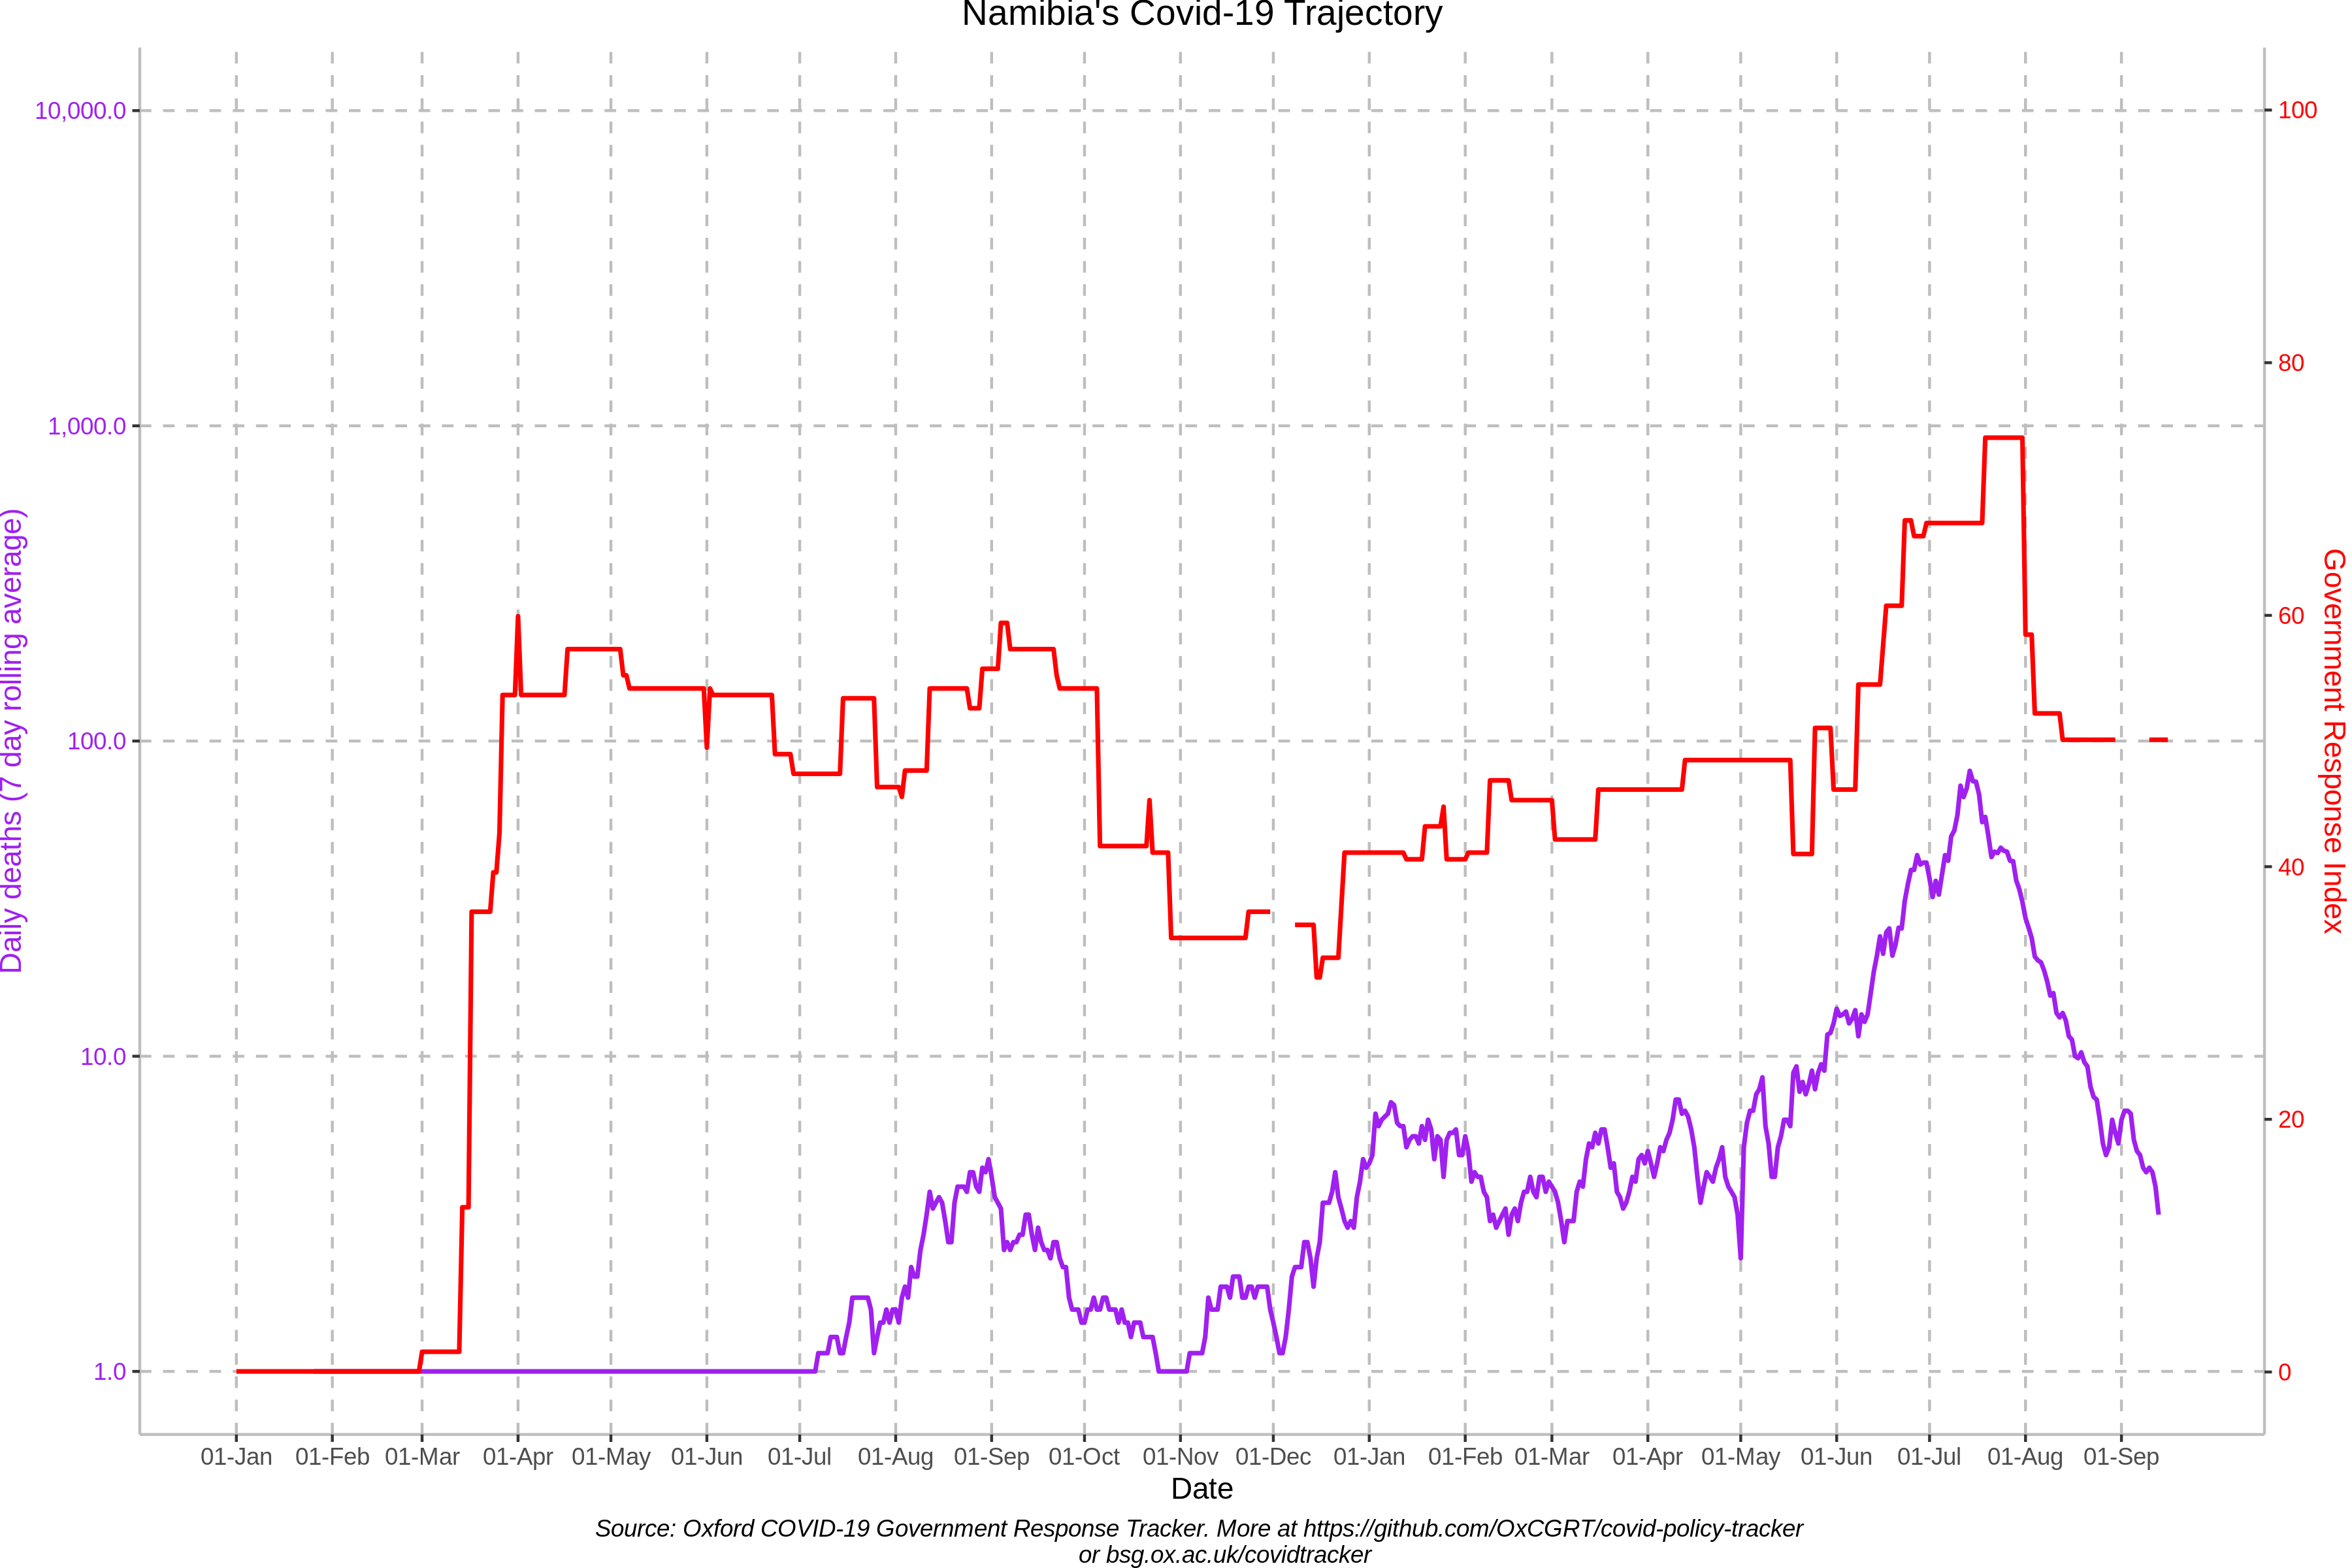 Namibia's Covid-19 Trajectory
Daily deaths (7 day rolling average)
10,000.0
1,000.0
100.0
10.0
1.0
100
80
60
40
20
0
Government Response Index
01-Jan 01-Feb 01-Mar 01-Apr 01-May 01-Jun 01-Jul 01-Aug 01-Sep 01-Oct 01-Nov 01-Dec 01-Jan 01-Feb 01-Mar 01-Apr 01-May 01-Jun 01-Jul 01-Aug 01-Sep
Date
Source: Oxford COVID-19 Government Response Tracker. More at https://github.com/OxCGRT/covid-policy-tracker
or bsg.ox.ac.uk/covidtracker